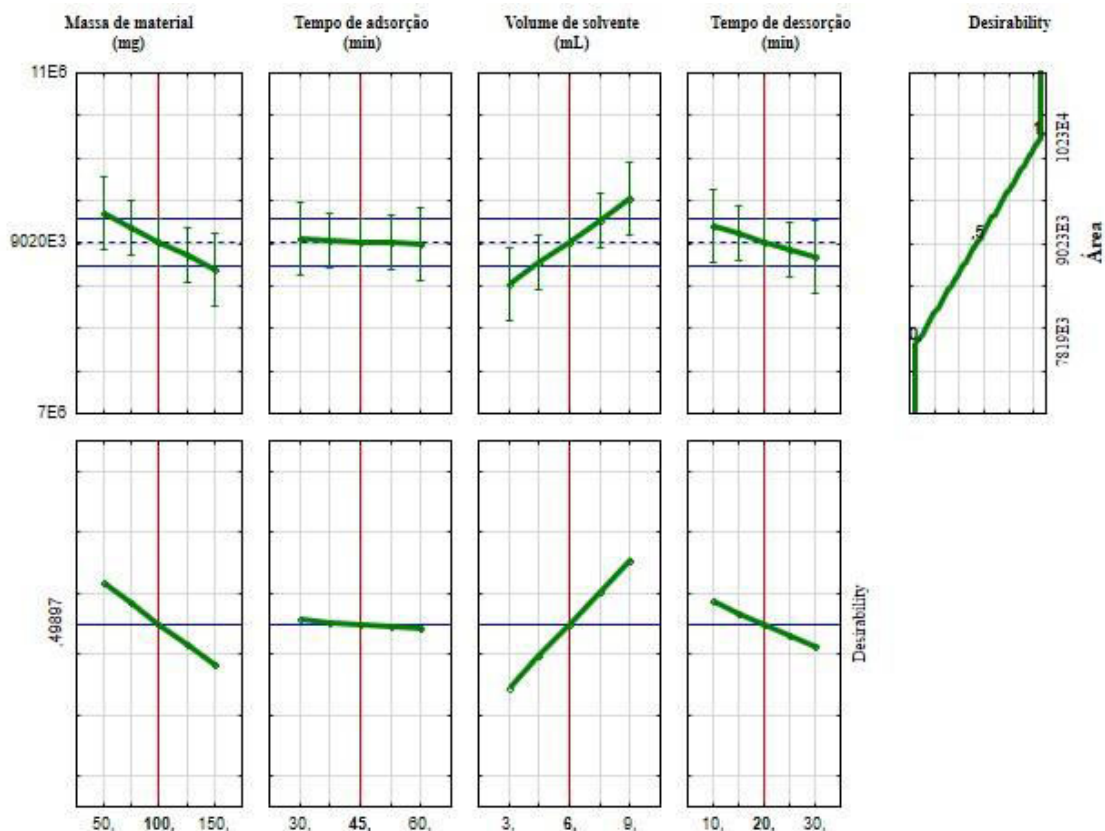 Massa de material
(mg)
Tempo de adsorção
(min)
Volume de solvente
(mL)
Tempo de dessorção
(min)
Desirability
11E6
9020E3
7E6
1
.5
0
1023E4
9023E3
7819E3
Área
,49897
Desirability
50, 100, 150, 30, 45, 60, 3, 6, 9, 10, 20, 30,